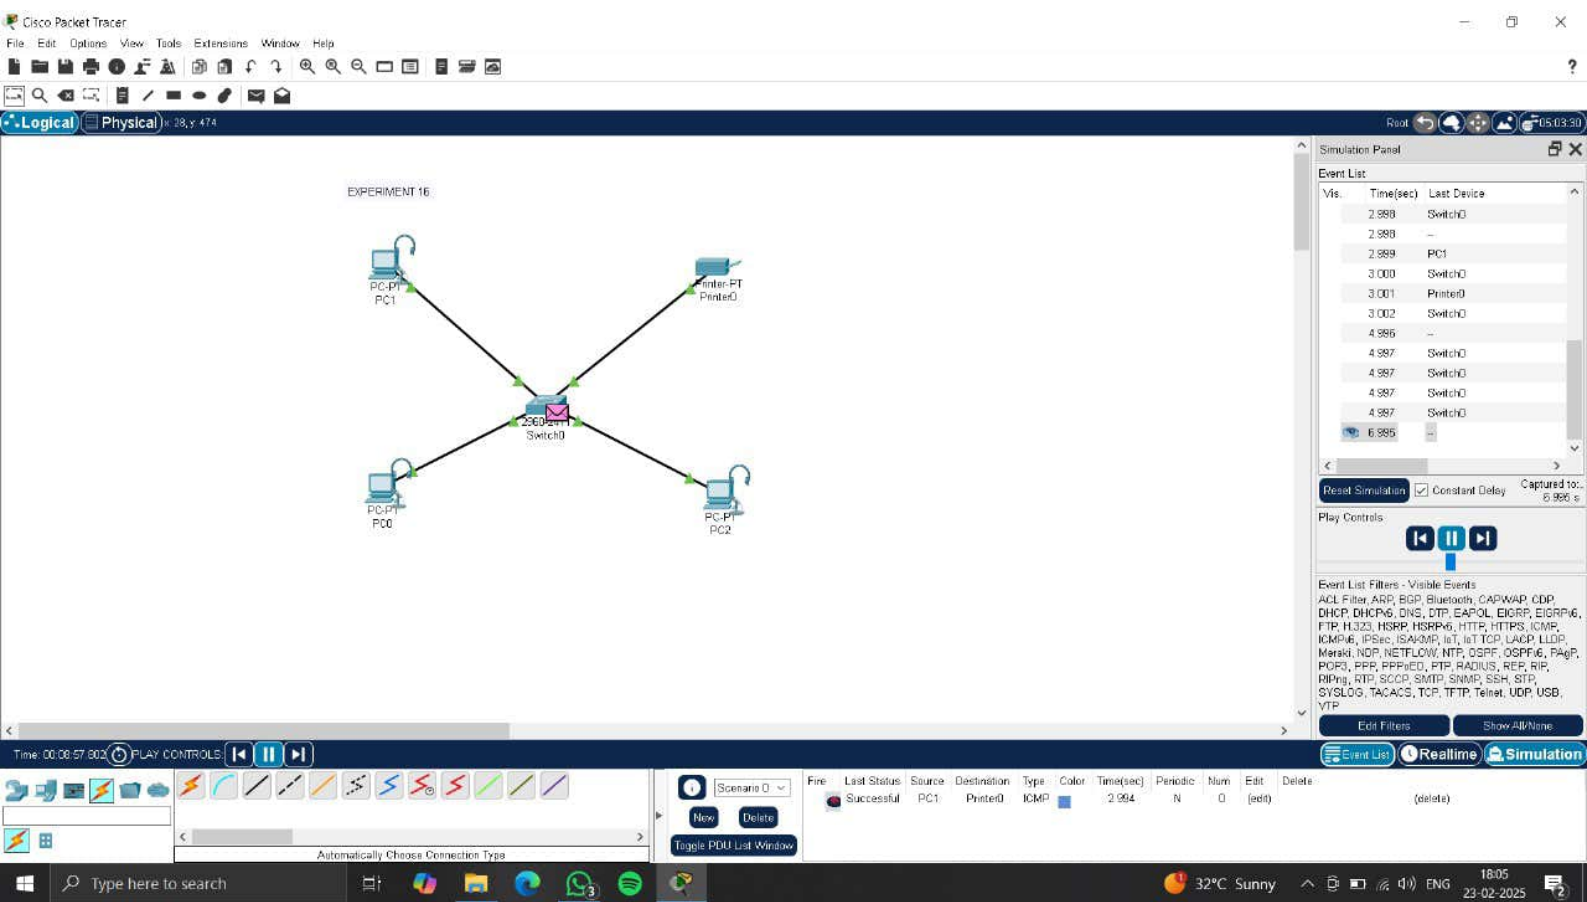 Cisco Packet Tracer
File Edit Options View Tools Extensions Window Help
Logical Physical x: 28, y: 474 Root 05:03:30
EXPERIMENT 16
PC-PT
PC1
Printer-PT
Printer0
Switch0
PC-PT
PC0
PC-PT
PC2
Simulation Panel
Event List
Vis. Time(sec) Last Device
2.998 Switch0
2.998 --
2.999 PC1
3.000 Switch0
3.001 Printer0
3.002 Switch0
4.996 --
4.997 Switch0
4.997 Switch0
4.997 Switch0
4.997 Switch0
6.995 --
Reset Simulation Constant Delay Captured to:
6.995 s
Play Controls
Event List Filters - Visible Events
ACL Filter, ARP, BGP, Bluetooth, CAPWAP, CDP,
DHCP, DHCPv6, DNS, DTP, EAPOL, EIGRP, EIGRPv6,
FTP, H.323, HSRP, HSRPv6, HTTP, HTTPS, ICMP,
ICMPv6, IPSec, ISAKMP, IoT, IoT TCP, LACP, LLDP,
Meraki, NDP, NETFLOW, NTP, OSPF, OSPFv6, PAgP,
POP3, PPP, PPPoED, PTP, RADIUS, REP, RIP,
RIPng, RTP, SCCP, SMTP, SNMP, SSH, STP,
SYSLOG, TACACS, TCP, TFTP, Telnet, UDP, USB,
VTP
Edit Filters Show All/None
Time: 00:08:57.802 PLAY CONTROLS: Event List Realtime Simulation
Scenario 0
New Delete
Toggle PDU List Window
Fire Last Status Source Destination Type Color Time(sec) Periodic Num Edit Delete
Successful PC1 Printer0 ICMP 2.994 N 0 (edit) (delete)
Automatically Choose Connection Type
Type here to search 3 1 32°C Sunny ENG 18:05
23-02-2025 2